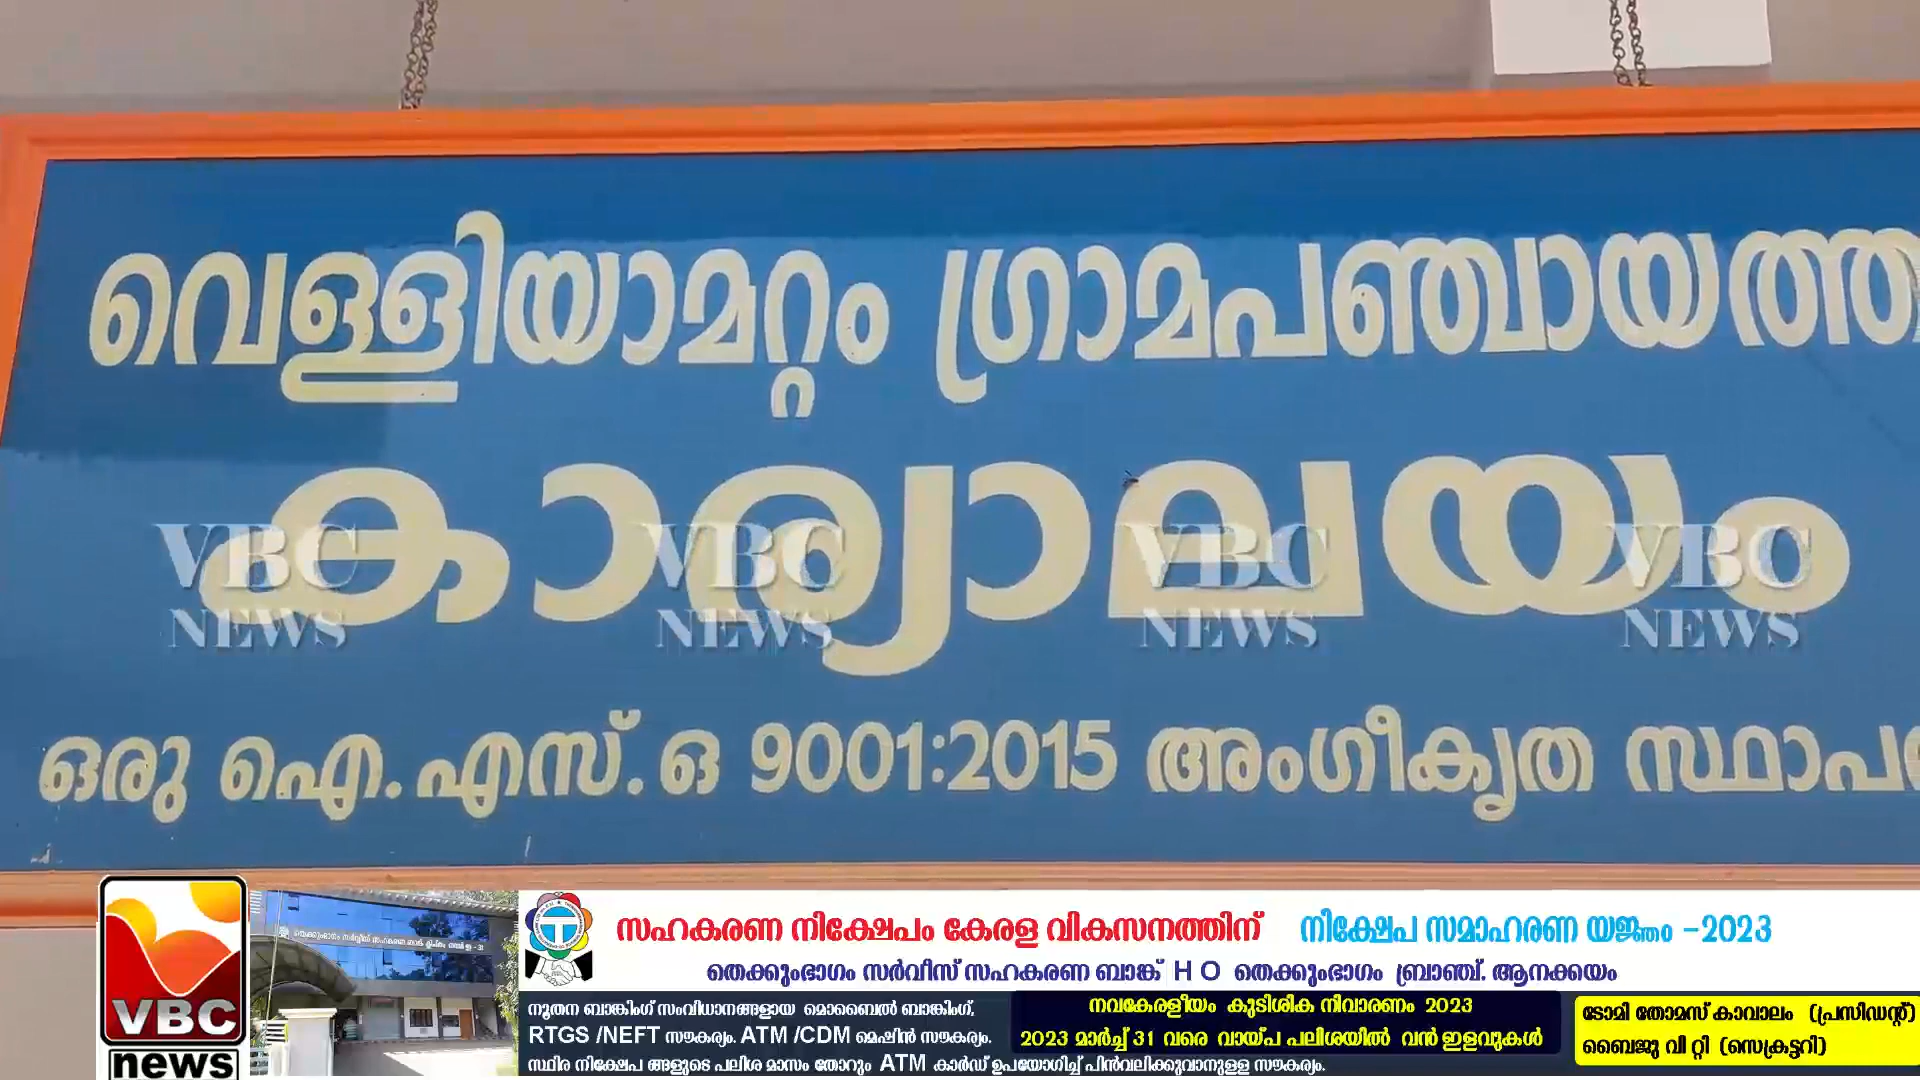 വെള്ളിയാമറ്റം ഗ്രാമപഞ്ചായത്ത
കാര്യാലയം
ഒരു ഐ.എസ്.ഒ 9001:2015 അംഗീകൃത സ്ഥാപ
VBC NEWS VBC NEWS VBC NEWS VBC NEWS
VBC
news
സഹകരണ നിക്ഷേപം കേരള വികസനത്തിന് നിക്ഷേപ സമാഹരണ യജ്ഞം -2023
തെക്കുംഭാഗം സർവീസ് സഹകരണ ബാങ്ക് H O തെക്കുംഭാഗം ബ്രാഞ്ച്. ആനക്കയം
നൂതന ബാങ്കിംഗ് സംവിധാനങ്ങളായ മൊബൈൽ ബാങ്കിംഗ്,
RTGS /NEFT സൗകര്യം. ATM /CDM മെഷിൻ സൗകര്യം.
സ്ഥിര നിക്ഷേപ ങ്ങളുടെ പലിശ മാസം തോറും ATM കാർഡ് ഉപയോഗിച്ച് പിൻവലിക്കുവാനുളള സൗകര്യം.
നവകേരളീയം കുടിശിക നിവാരണം 2023
2023 മാർച്ച് 31 വരെ വായ്പ പലിശയിൽ വൻ ഇളവുകൾ
ടോമി തോമസ് കാവാലം (പ്രസിഡന്റ്)
ബൈജു വി റ്റി (സെക്രട്ടറി)